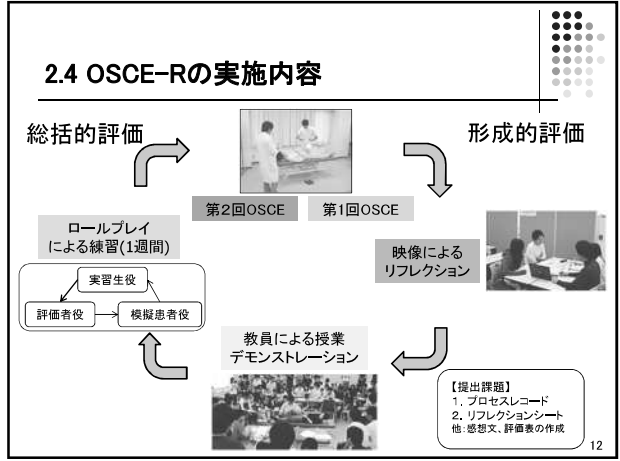 2.4 OSCE-Rの実施内容
総括的評価
形成的評価
第2回OSCE
第1回OSCE
ロールプレイ
による練習(1週間)
映像による
リフレクション
実習生役
評価者役
模擬患者役
教員による授業
デモンストレーション
【提出課題】
1. プロセスレコード
2. リフレクションシート
他:感想文、評価表の作成
12